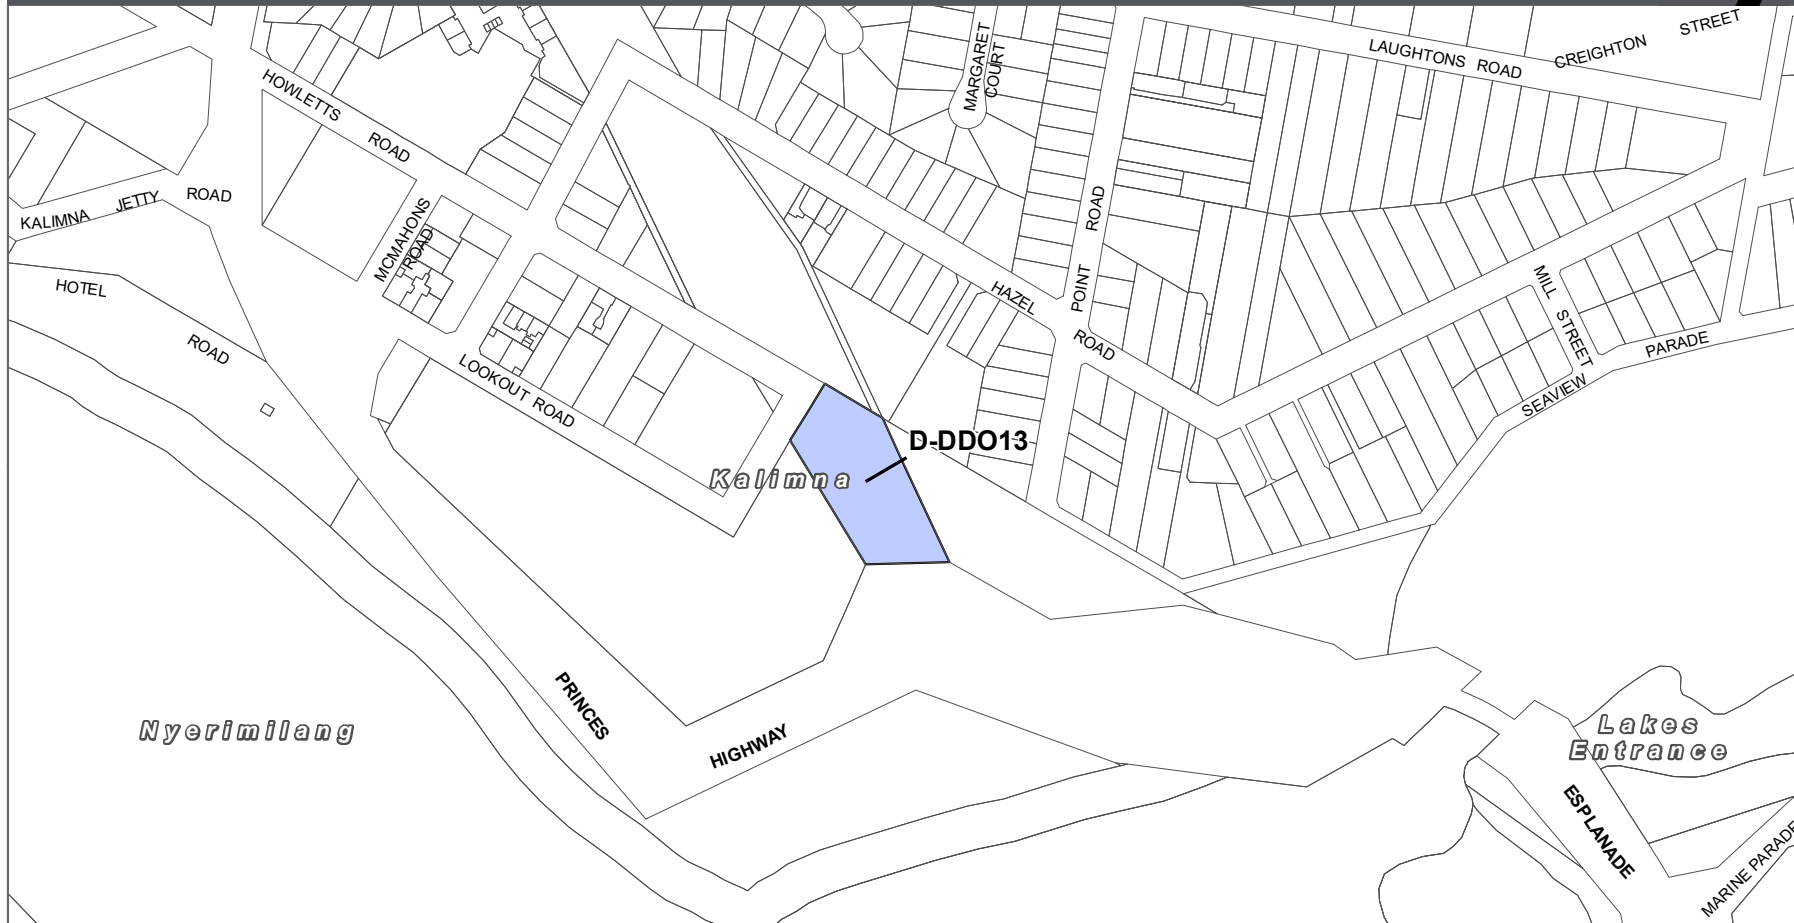 STREET
CREIGHTON
LAUGHTONS ROAD
MARGARET
COURT
HOWLETTS
ROAD
KALIMNA JETTY ROAD
MCMAHONS
ROAD
POINT ROAD
HOTEL
ROAD
HAZEL
ROAD
MILL STREET
SEAVIEW PARADE
LOOKOUT ROAD
D-DDO13
Kalimna
PRINCES
HIGHWAY
Nyerimilang
Lakes
Entrance
ESPLANADE
MARINE PARADE